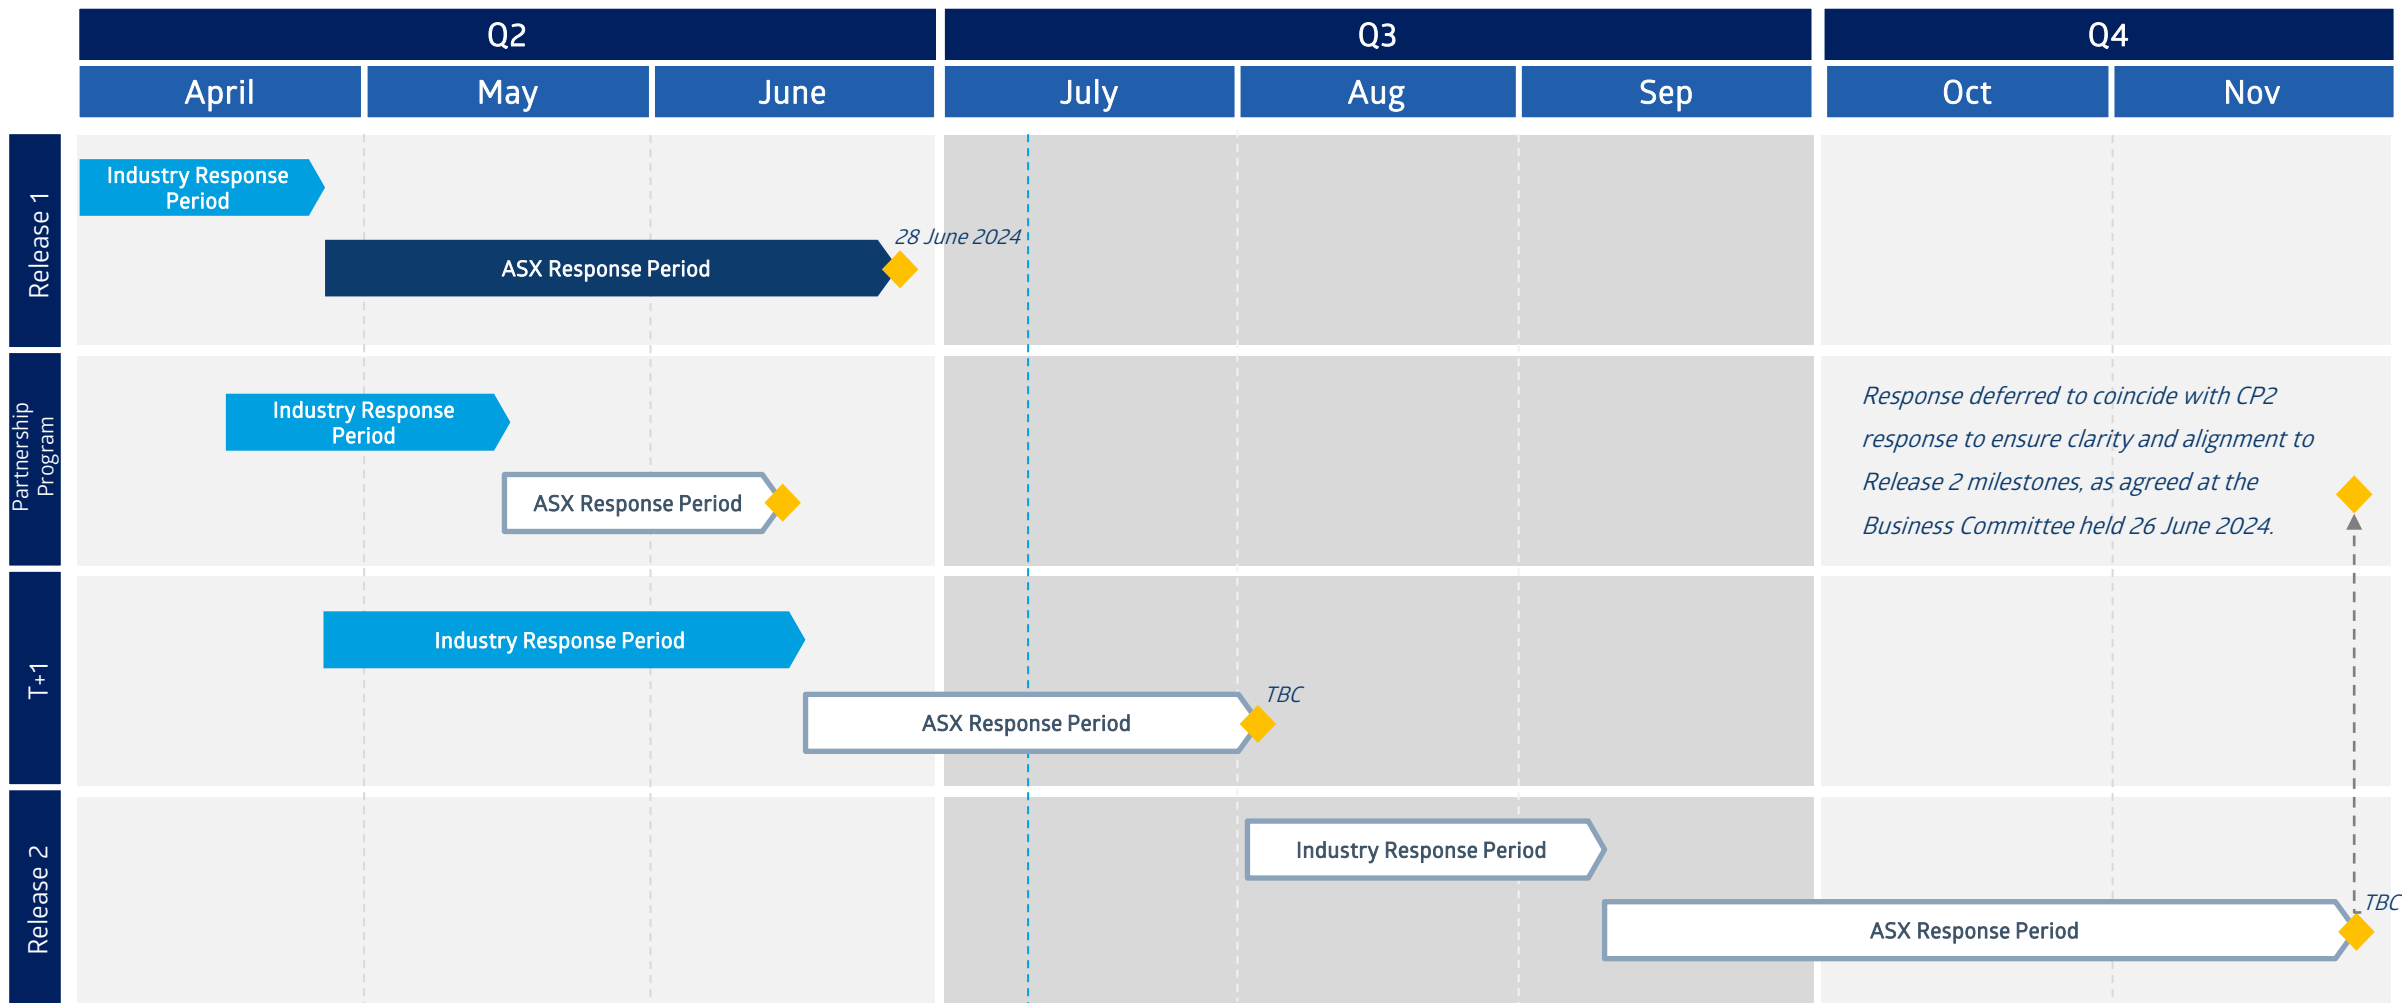 Q2
Q3
Q4
April
May
June
July
Aug
Sep
Oct
Nov
Release 1
Industry Response
Period
28 June 2024
ASX Response Period
Partnership
Program
Industry Response
Period
ASX Response Period
Response deferred to coincide with CP2
response to ensure clarity and alignment to
Release 2 milestones, as agreed at the
Business Committee held 26 June 2024.
T+1
Industry Response Period
TBC
ASX Response Period
Release 2
Industry Response Period
TBC
ASX Response Period